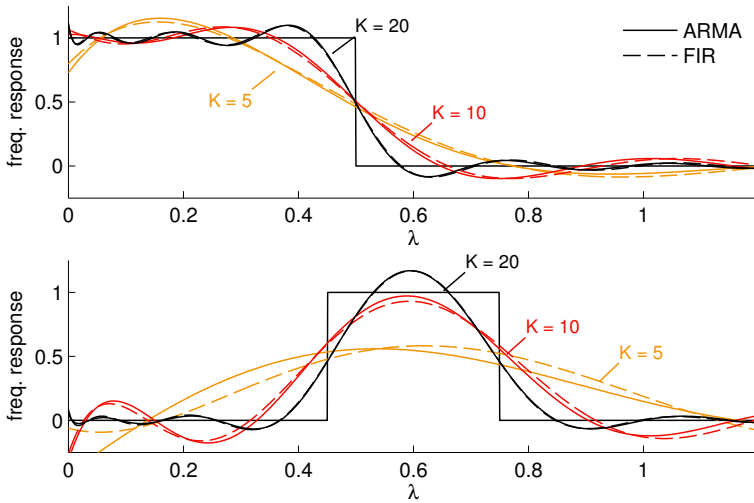 ARMA
FIR
K = 20
K = 5
K = 10
freq. response
1
0.5
0
0
0.2
0.4
0.6
0.8
1
λ
K = 20
K = 10
K = 5
freq. response
1
0.5
0
0
0.2
0.4
0.6
0.8
1
λ